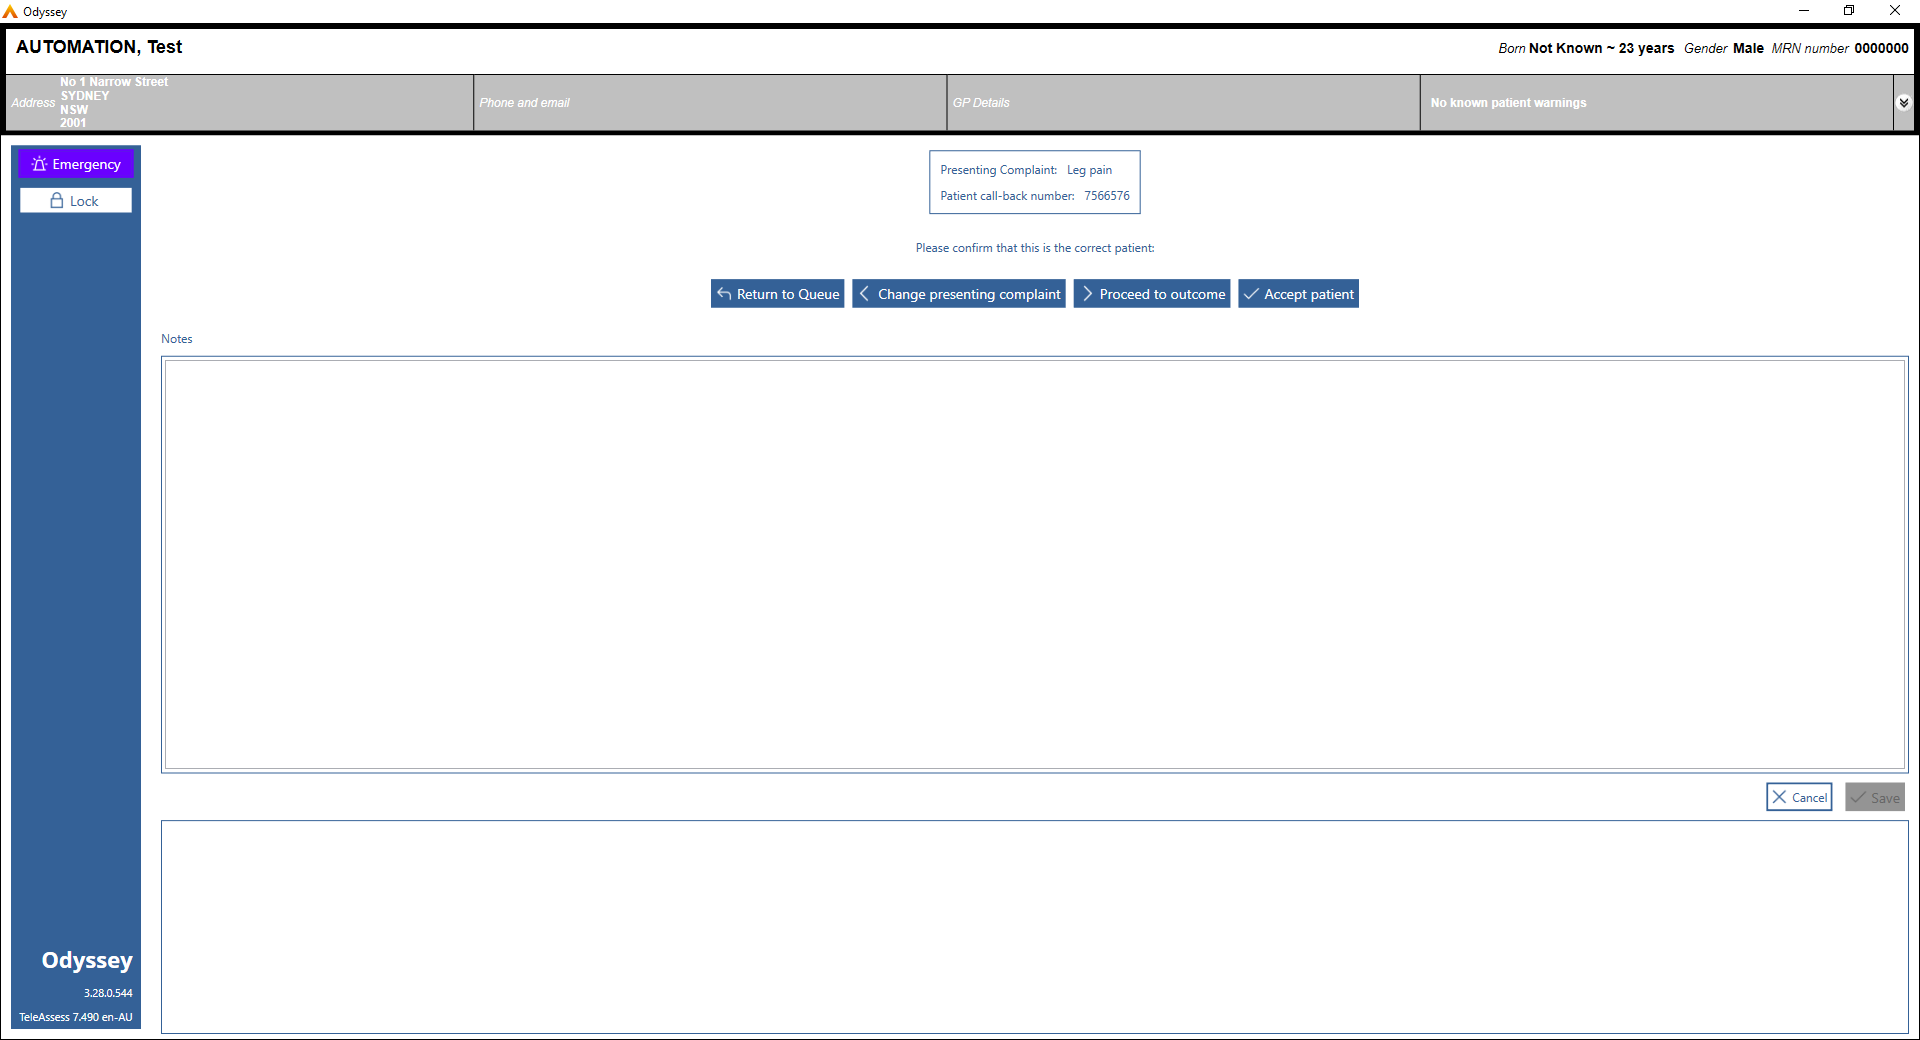 Odyssey
AUTOMATION, Test
Born Not Known ~ 23 years Gender Male MRN number 0000000
Address
No 1 Narrow Street
SYDNEY
NSW
2001
Phone and email
GP Details
No known patient warnings
Emergency
Lock
Presenting Complaint: Leg pain
Patient call-back number: 7566576
Please confirm that this is the correct patient:
Return to Queue
Change presenting complaint
Proceed to outcome
Accept patient
Notes
Cancel
Save
Odyssey
3.28.0.544
TeleAssess 7.490 en-AU